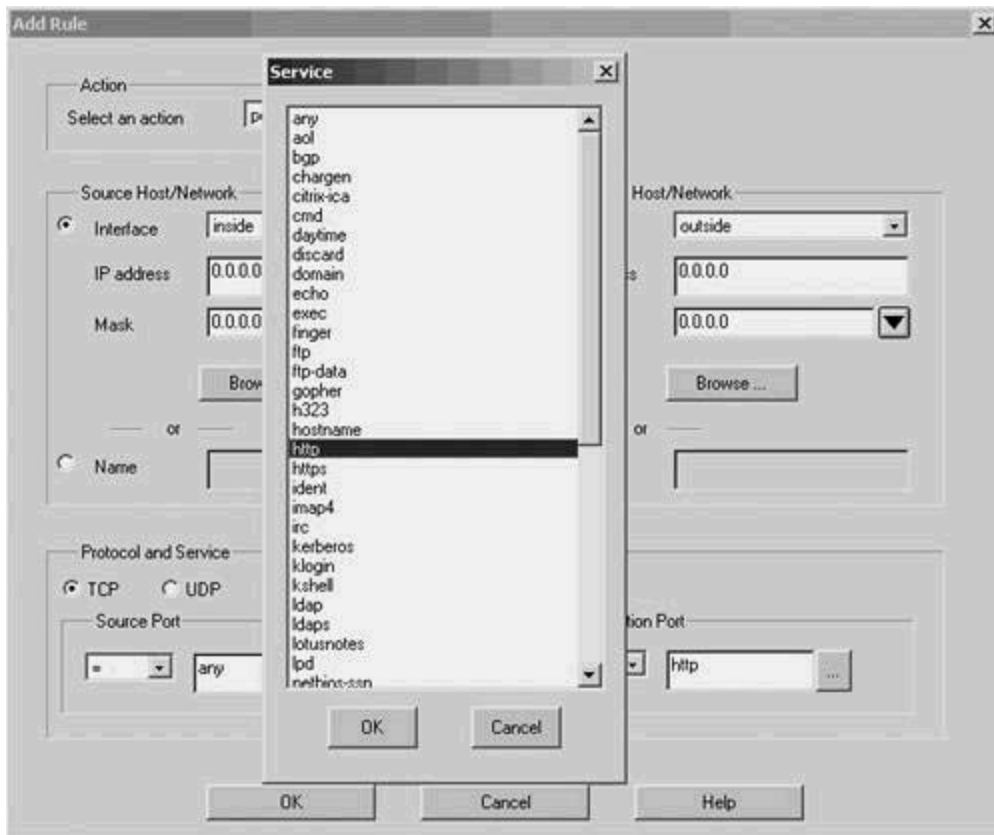 Add Rule
Service
Action
Select an action
any
aol
bgp
chargen
citrix-ica
cmd
daytime
discard
domain
echo
exec
finger
ftp
ftp-data
gopher
h323
hostname
http
https
ident
imap4
irc
kerberos
klogin
kshell
ldap
ldaps
lotusnotes
lpd
netbios-ssn
OK
Cancel
Source Host/Network
Interface
inside
IP address
0.0.0.0
Mask
0.0.0.0
or
Name
Host/Network
outside
0.0.0.0
0.0.0.0
Browse ...
or
Protocol and Service
TCP
UDP
Source Port
=
any
Port
http
...
OK
Cancel
Help